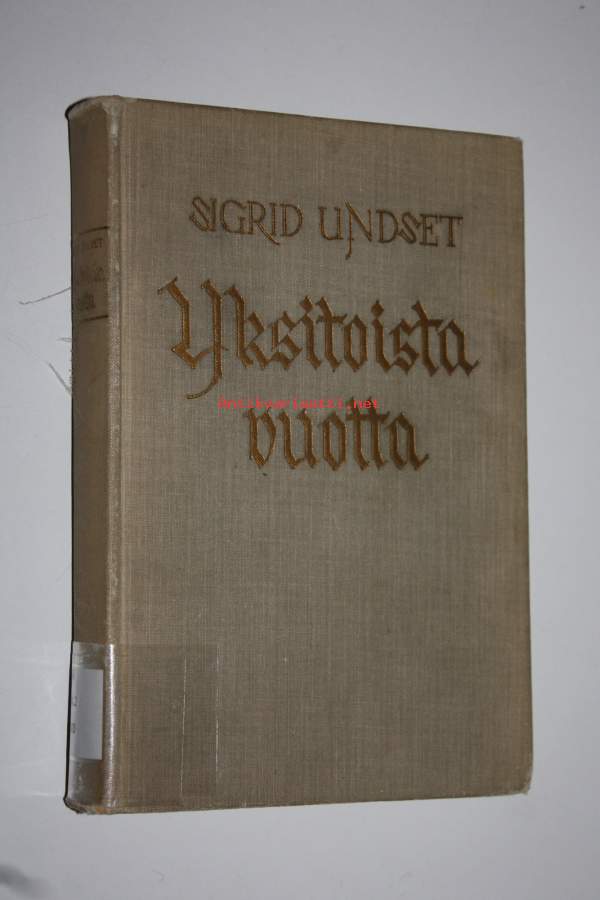 SIGRID UNDSET
Yksitoista
Antikvariaatti.net
vuotta